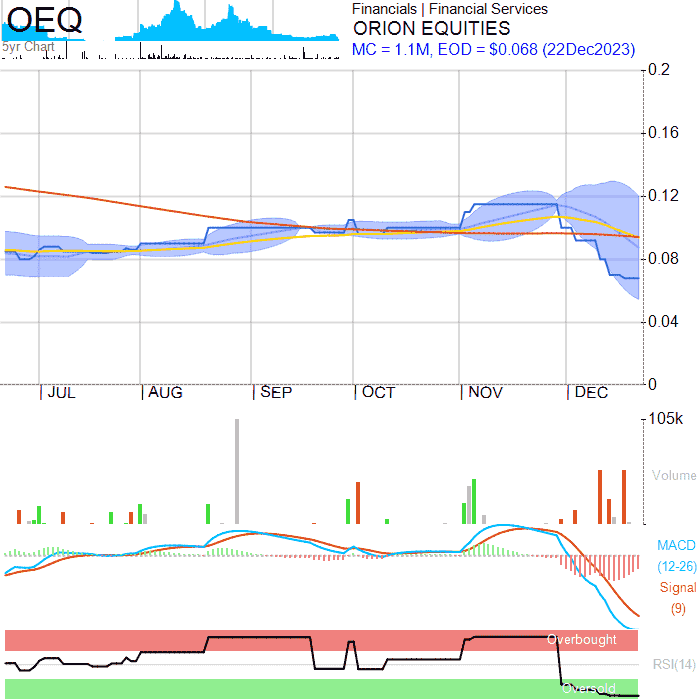 OEQ
5yr Chart
Financials | Financial Services
ORION EQUITIES
MC = 1.1M, EOD = $0.068 (22Dec2023)
0.2
0.16
0.12
0.08
0.04
0
JUL AUG SEP OCT NOV DEC
105k
Volume
MACD
(12-26)
Signal
(9)
Overbought
RSI(14)
Oversold